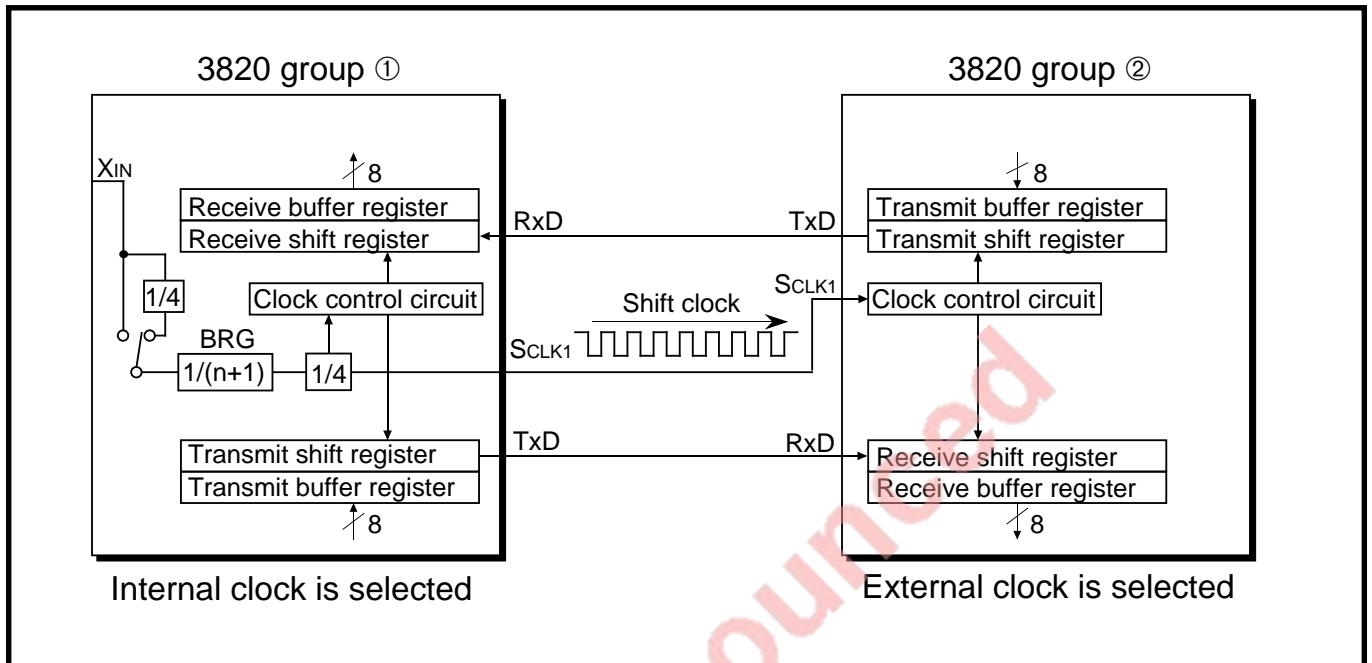 3820 group ①
3820 group ②
XIN
8
Receive buffer register
Receive shift register
RxD
TxD
8
Transmit buffer register
Transmit shift register
1/4
Clock control circuit
Shift clock
SCLK1
Clock control circuit
BRG
1/(n+1)
1/4
SCLK1
Transmit shift register
Transmit buffer register
TxD
RxD
Receive shift register
Receive buffer register
8
8
Internal clock is selected
External clock is selected
ounced